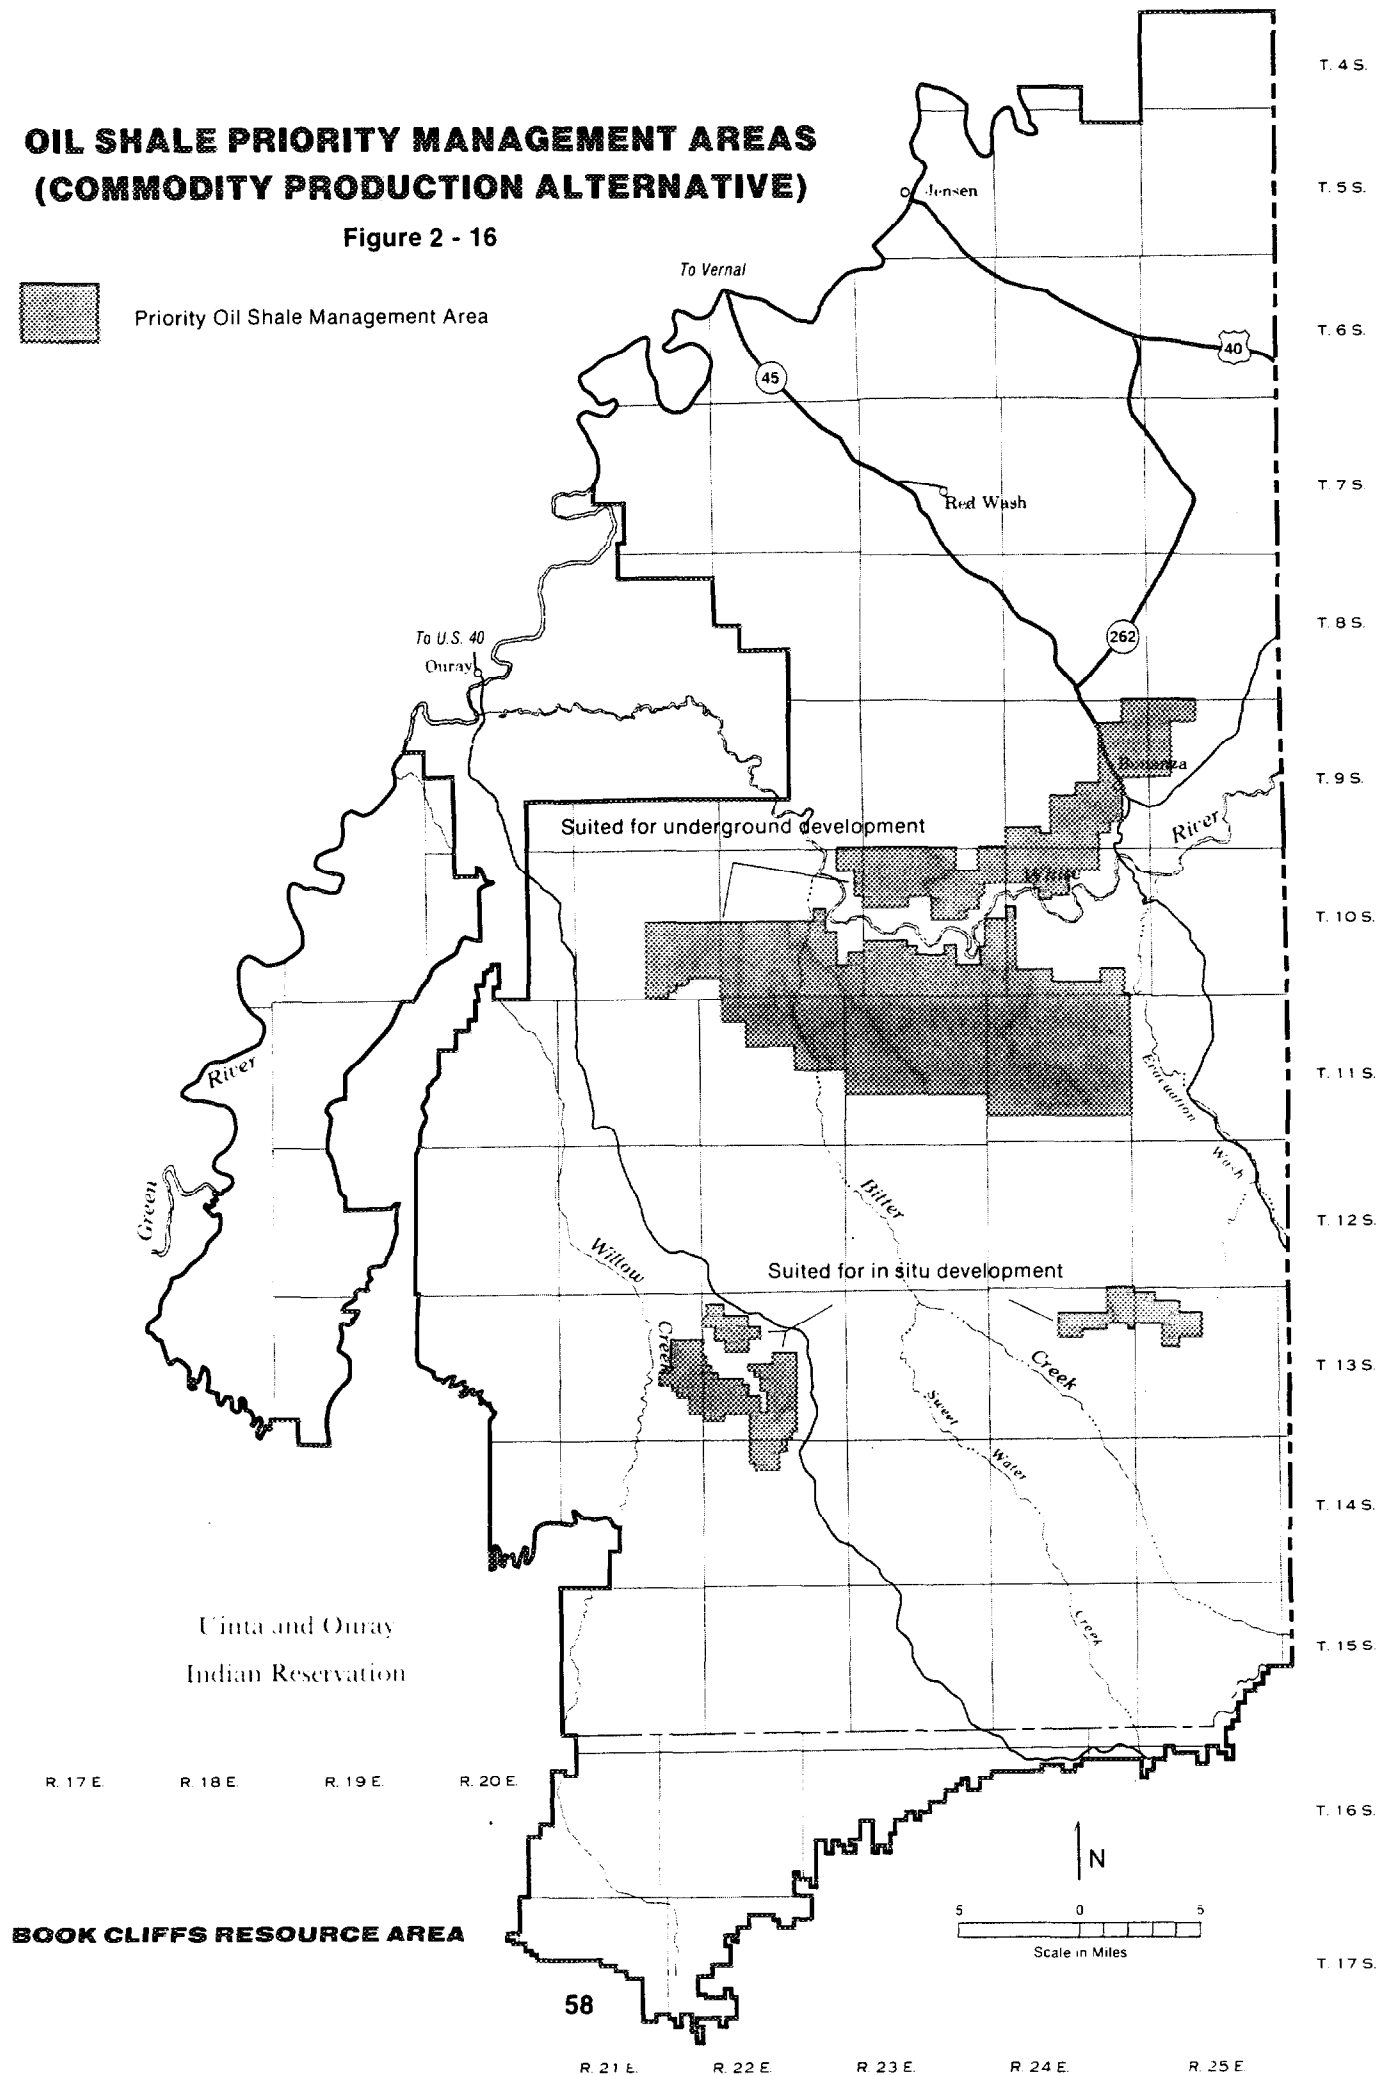 OIL SHALE PRIORITY MANAGEMENT AREAS
(COMMODITY PRODUCTION ALTERNATIVE)
Figure 2 - 16
Priority Oil Shale Management Area
T. 4 S.
Jensen
T. 5 S.
To Vernal
T. 6 S.
40
45
T. 7 S.
Red Wash
T. 8 S.
To U.S. 40
262
Ouray
Bonanza
T. 9 S.
Suited for underground development
River
White
T. 10 S.
River
T. 11 S.
Evacuation
Wash
Green
Bitter
T. 12 S.
Willow
Suited for in situ development
Creek
Creek
T 13 S.
Sweet
Water
T. 14 S.
Uinta and Ouray
Indian Reservation
Creek
T. 15 S.
R. 17 E.
R. 18 E.
R. 19 E.
R. 20 E.
T. 16 S.
N
5 0 5
Scale in Miles
BOOK CLIFFS RESOURCE AREA
T. 17 S.
58
R. 21 E.
R. 22 E.
R. 23 E.
R. 24 E.
R. 25 E.